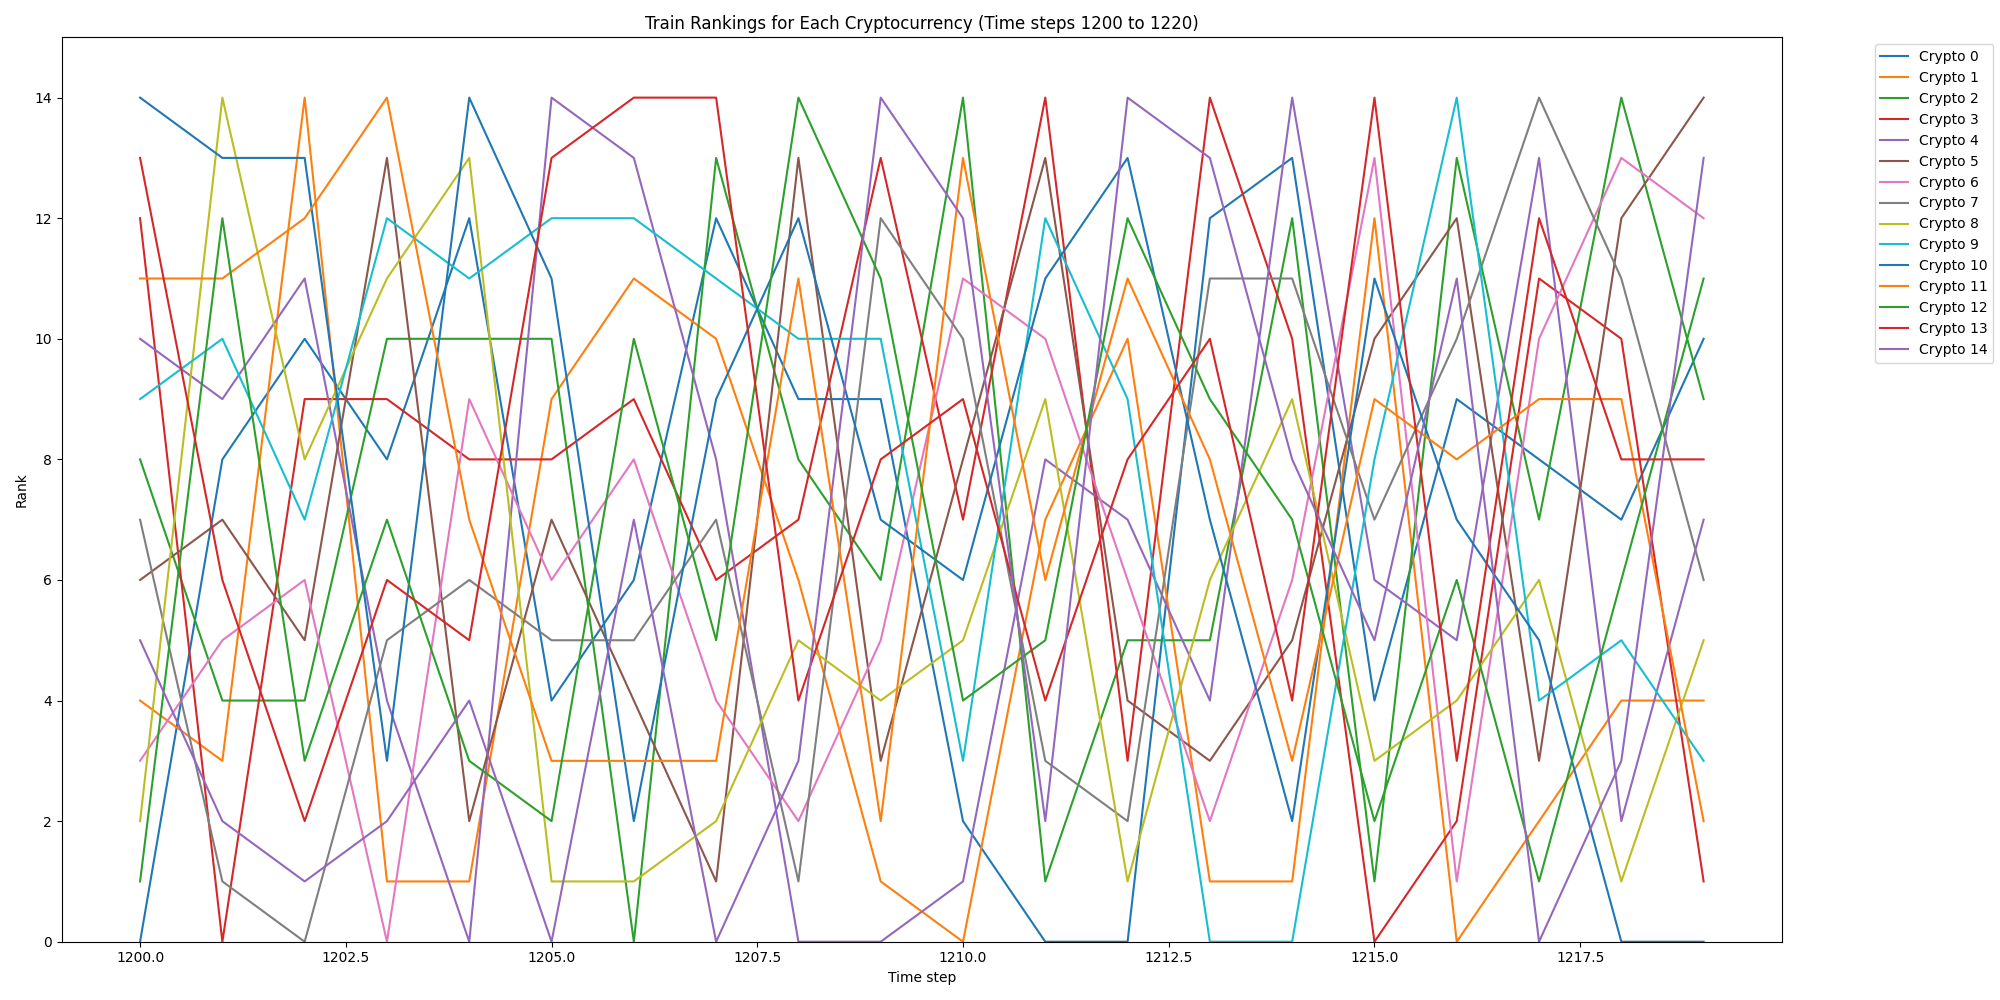 Train Rankings for Each Cryptocurrency (Time steps 1200 to 1220)
14
12
10
8
6
4
2
0
Rank
1200.0
1202.5
1205.0
1207.5
1210.0
1212.5
1215.0
1217.5
Time step
Crypto 0
Crypto 1
Crypto 2
Crypto 3
Crypto 4
Crypto 5
Crypto 6
Crypto 7
Crypto 8
Crypto 9
Crypto 10
Crypto 11
Crypto 12
Crypto 13
Crypto 14